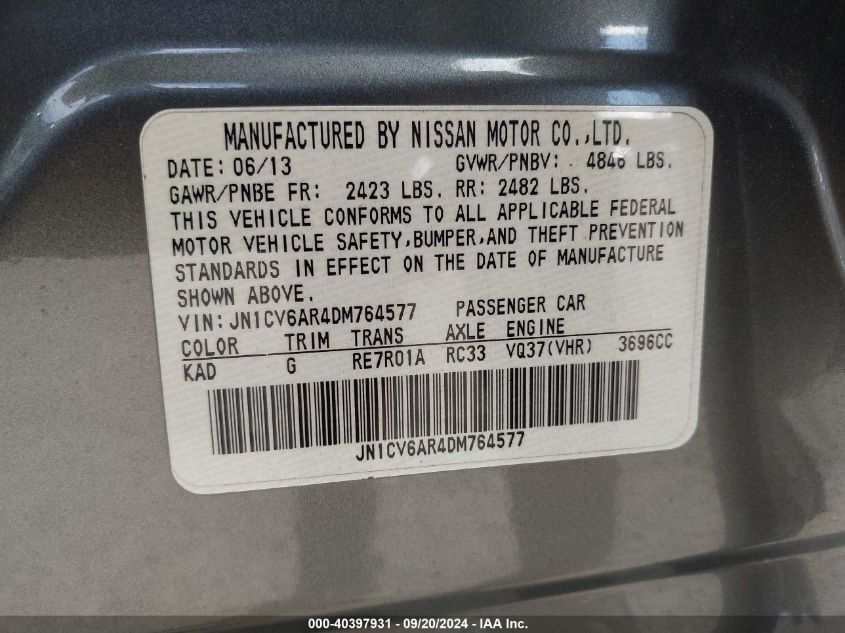 MANUFACTURED BY NISSAN MOTOR CO.,LTD.
DATE: 06/13 GVWR/PNBV: 4846 LBS.
GAWR/PNBE FR: 2423 LBS. RR: 2482 LBS.
THIS VEHICLE CONFORMS TO ALL APPLICABLE FEDERAL
MOTOR VEHICLE SAFETY,BUMPER,AND THEFT PREVENTION
STANDARDS IN EFFECT ON THE DATE OF MANUFACTURE
SHOWN ABOVE.
VIN:JN1CV6AR4DM764577 PASSENGER CAR
COLOR TRIM TRANS AXLE ENGINE
KAD G RE7R01A RC33 VQ37(VHR) 3696CC
JN1CV6AR4DM764577
000-40397931 - 09/20/2024 - IAA Inc.